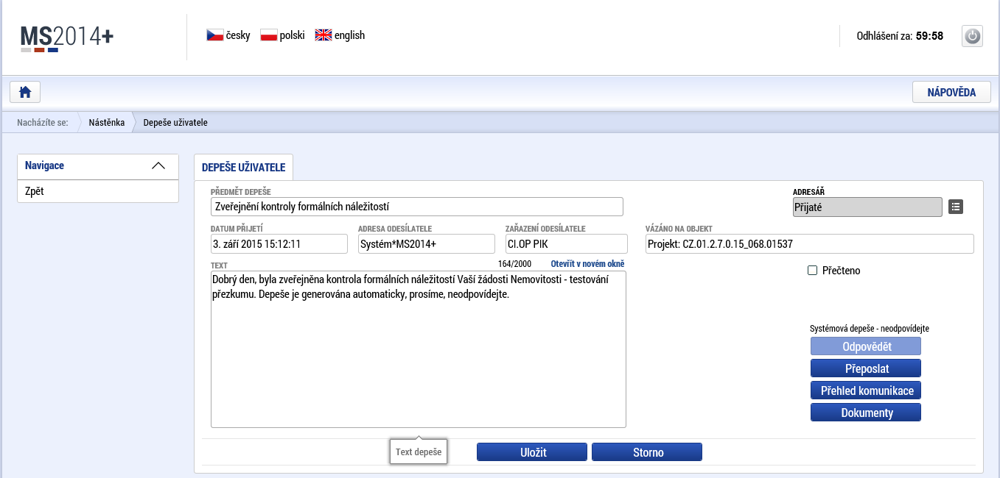 MS2014+
česky polski english
Odhlášení za: 59:58
NÁPOVĚDA
Nacházíte se: Nástěnka Depeše uživatele
Navigace
Zpět
DEPEŠE UŽIVATELE
PŘEDMĚT DEPEŠE
Zveřejnění kontroly formálních náležitostí
ADRESÁŘ
Přijaté
DATUM PŘIJETÍ ADRESA ODESÍLATELE ZAŘAZENÍ ODESÍLATELE VÁZÁNO NA OBJEKT
3. září 2015 15:12:11 Systém*MS2014+ CI.OP PIK Projekt: CZ.01.2.7.0.15_068.01537
TEXT 164/2000 Otevřít v novém okně
Dobrý den, byla zveřejněna kontrola formálních náležitostí Vaší žádosti Nemovitosti - testování
přezkumu. Depeše je generována automaticky, prosíme, neodpovídejte.
Přečteno
Systémová depeše - neodpovídejte
Odpovědět
Přeposlat
Přehled komunikace
Dokumenty
Text depeše
Uložit Storno